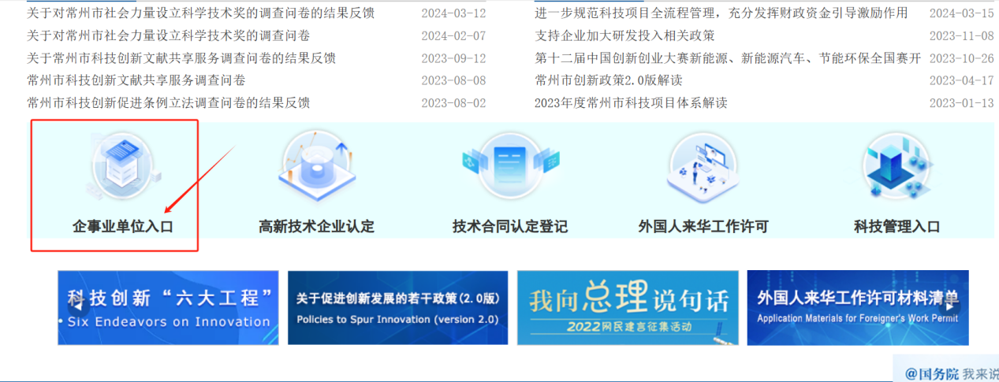 关于对常州市社会力量设立科学技术奖的调查问卷的结果反馈 2024-03-12
关于对常州市社会力量设立科学技术奖的调查问卷 2024-02-07
关于对常州市科技创新文献共享服务调查问卷的结果反馈 2023-09-12
常州市科技创新文献共享服务调查问卷 2023-08-08
常州市科技创新促进条例立法调查问卷的结果反馈 2023-08-02
进一步规范科技项目全流程管理，充分发挥财政资金引导激励作用 2024-03-15
支持企业加大研发投入相关政策 2023-11-08
第十二届中国创新创业大赛新能源、新能源汽车、节能环保全国赛开 2023-10-26
常州市创新政策2.0版解读 2023-04-17
2023年度常州市科技项目体系解读 2023-01-13
企事业单位入口
高新技术企业认定
技术合同认定登记
外国人来华工作许可
科技管理入口
科技创新“六大工程”
Six Endeavors on Innovation
关于促进创新发展的若干政策(2.0版)
Policies to Spur Innovation (version 2.0)
我向总理说句话
2022网民建言征集活动
外国人来华工作许可材料清单
Application Materials for Foreigner's Work Permit
@国务院 我来说